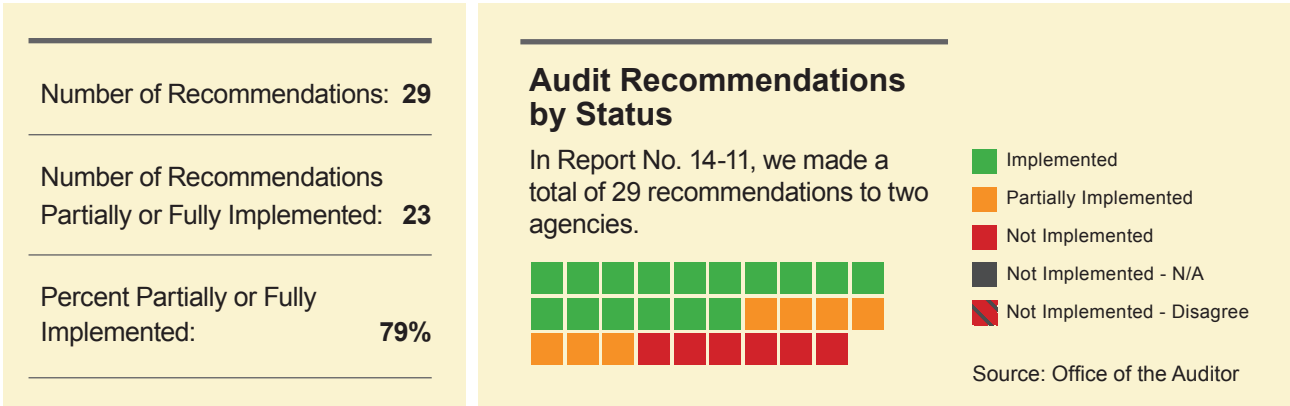 Number of Recommendations: 29
Number of Recommendations
Partially or Fully Implemented: 23
Percent Partially or Fully
Implemented: 79%
Audit Recommendations
by Status
In Report No. 14-11, we made a
total of 29 recommendations to two
agencies.
Implemented
Partially Implemented
Not Implemented
Not Implemented - N/A
Not Implemented - Disagree
Source: Office of the Auditor